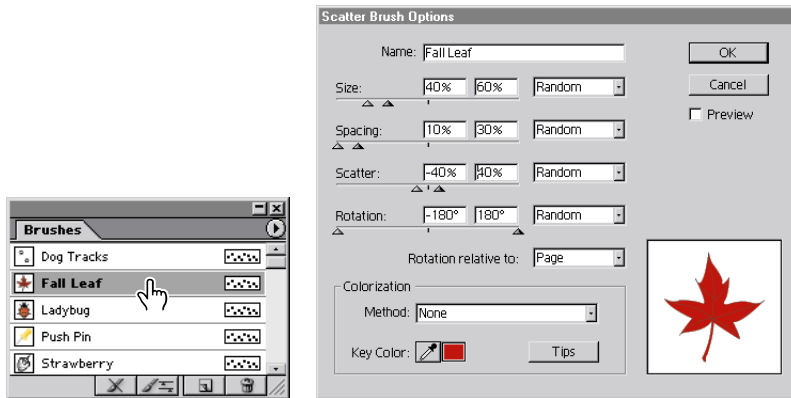 Brushes
Dog Tracks
Fall Leaf
Ladybug
Push Pin
Strawberry
Scatter Brush Options
Name: Fall Leaf
OK
Size: 40% 60% Random
Cancel
Preview
Spacing: 10% 30% Random
Scatter: -40% 40% Random
Rotation: -180° 180° Random
Rotation relative to: Page
Colorization
Method: None
Key Color: Tips